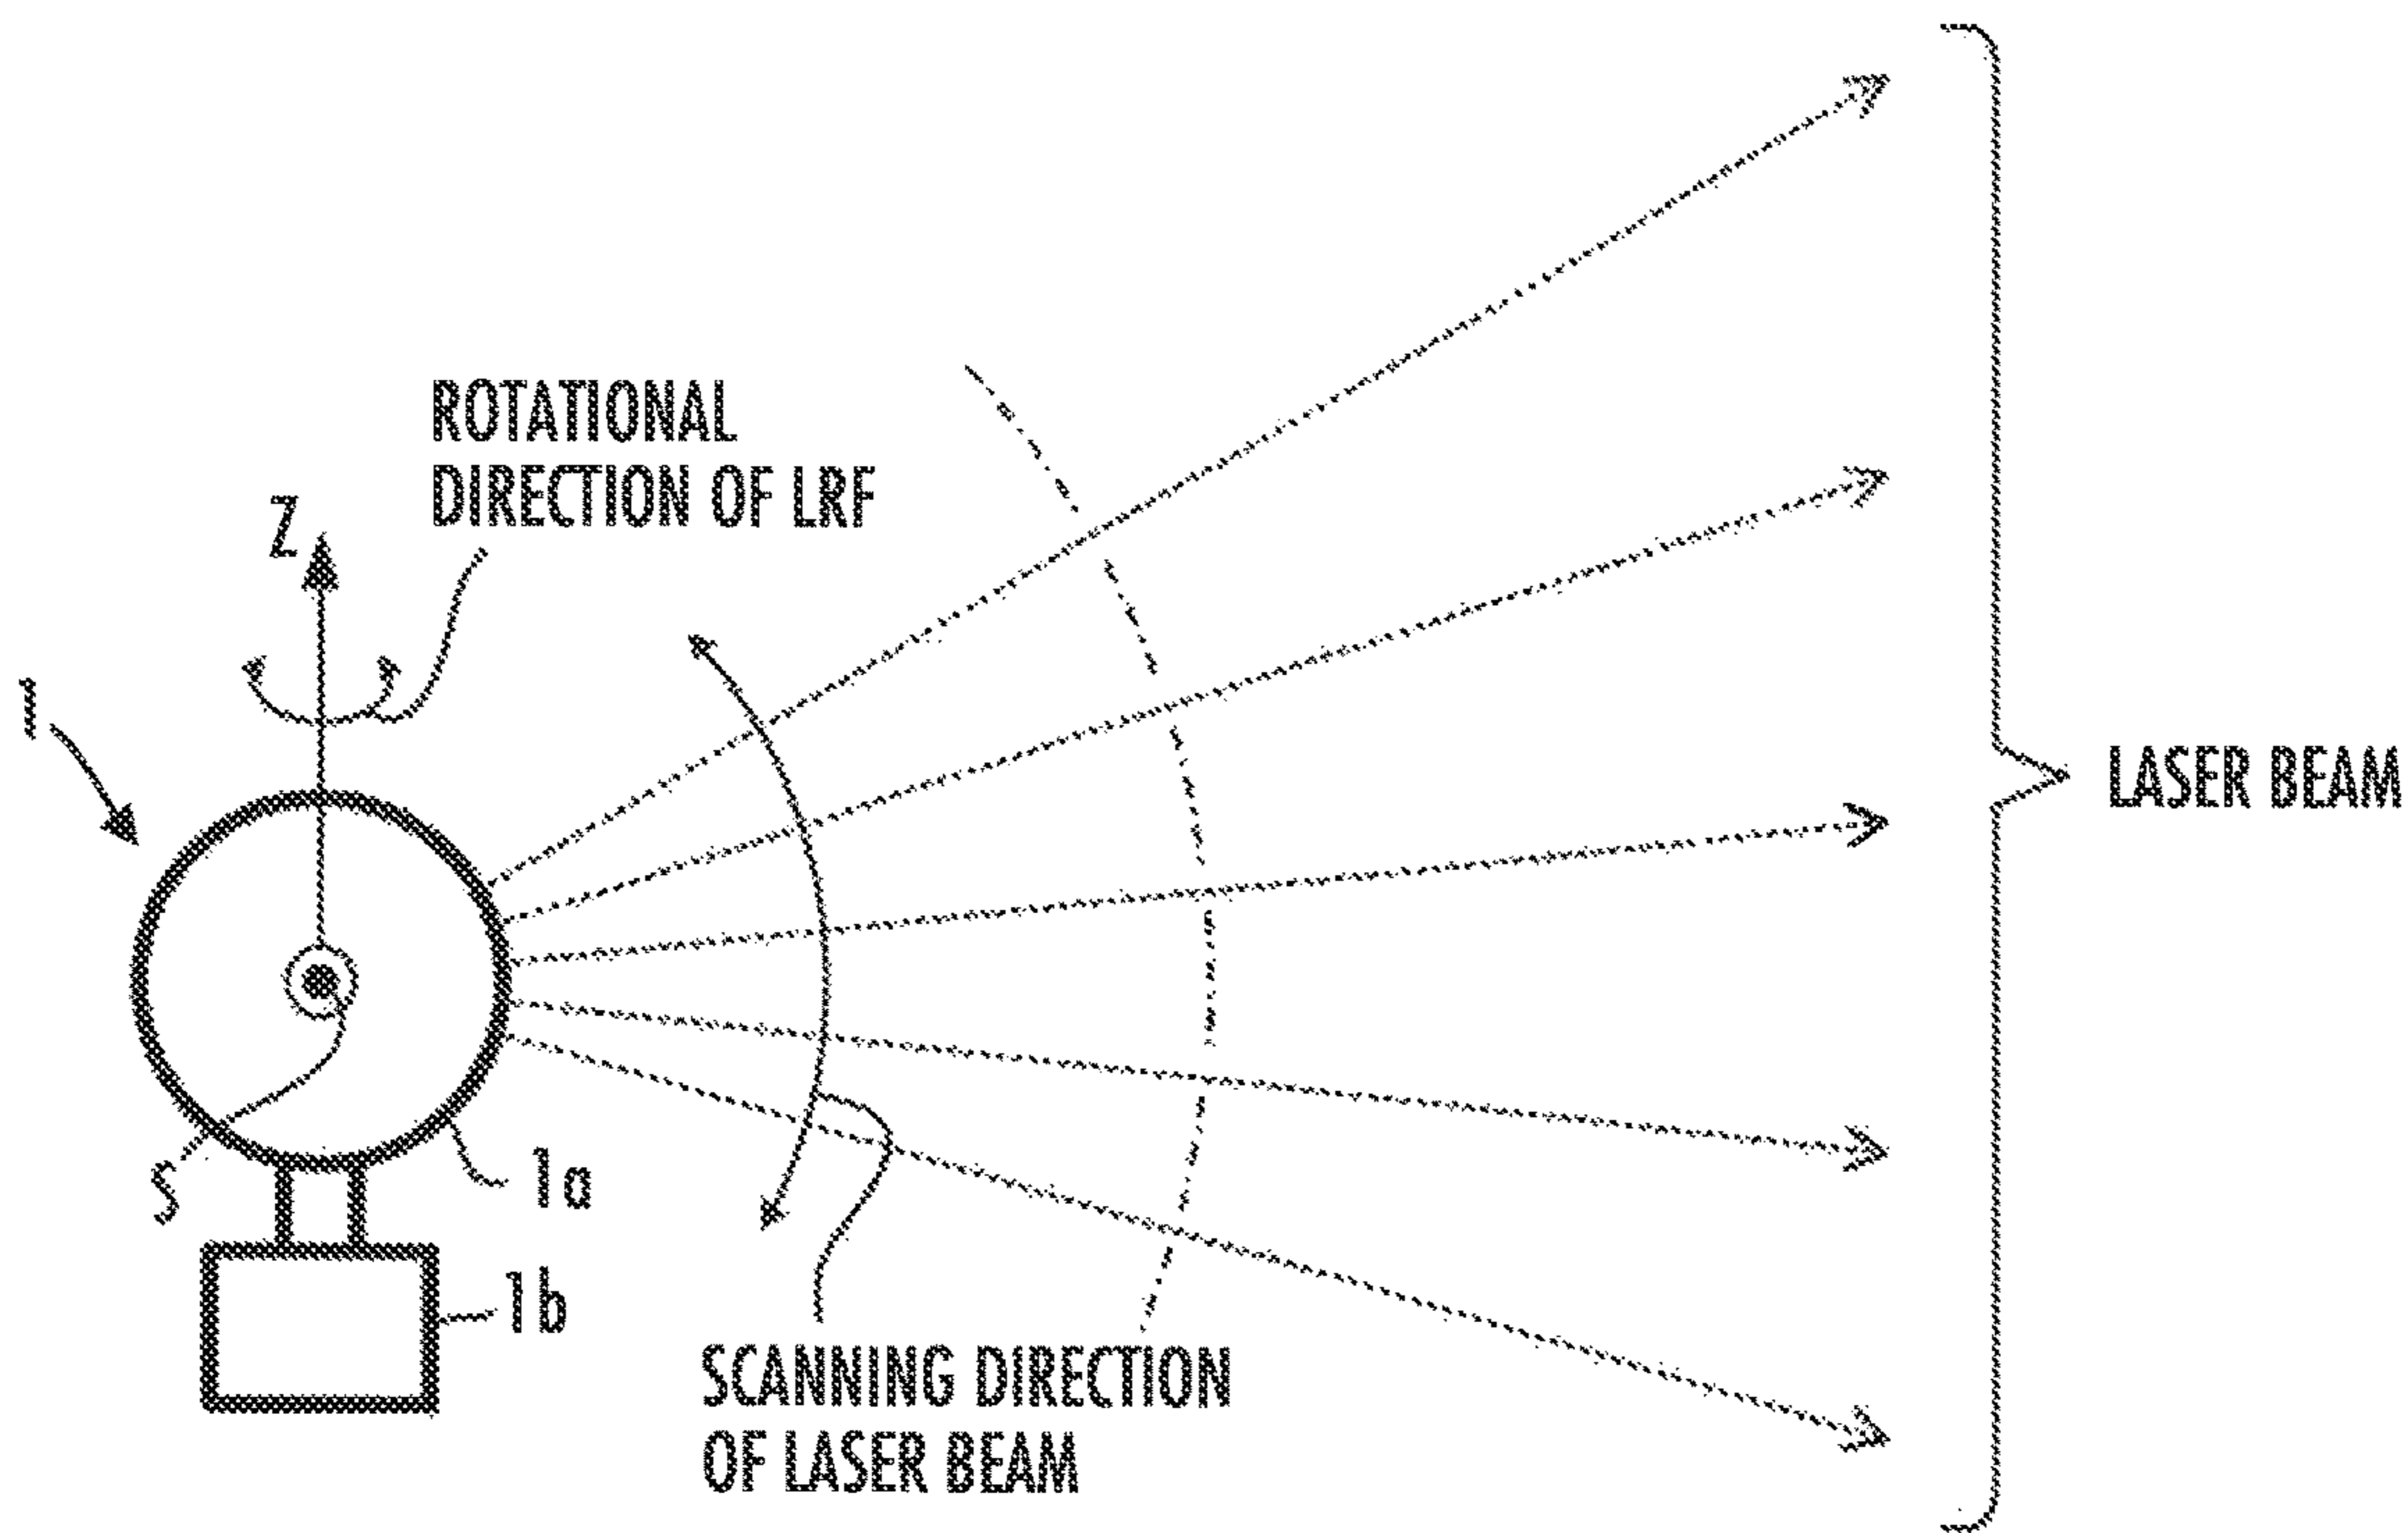 ROTATIONAL
DIRECTION OF LRF
Z
1
LASER BEAM
S
1a
1b
SCANNING DIRECTION
OF LASER BEAM